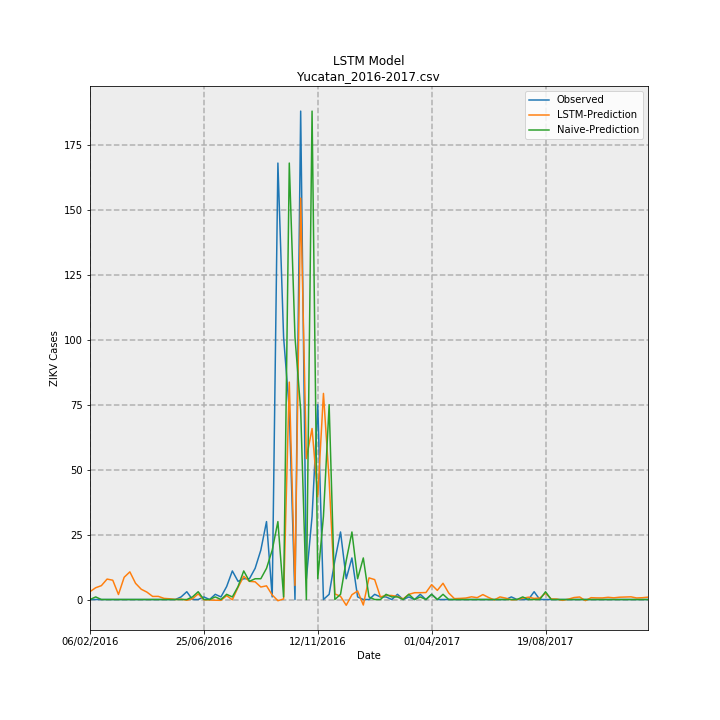 LSTM Model
Yucatan_2016-2017.csv
Observed
LSTM-Prediction
Naive-Prediction
175
150
125
100
75
50
25
0
ZIKV Cases
06/02/2016
25/06/2016
12/11/2016
01/04/2017
19/08/2017
Date